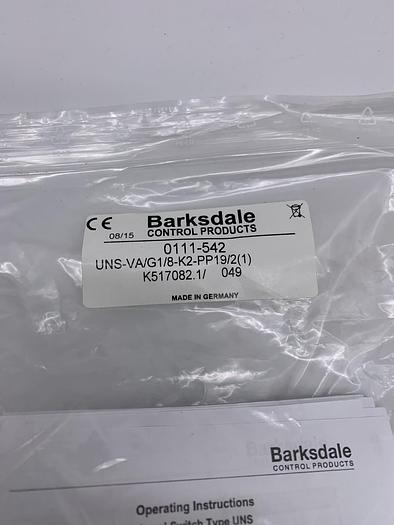 CE
Barksdale
08/15
CONTROL PRODUCTS
0111-542
UNS-VA/G1/8-K2-PP19/2(1)
K517082.1/ 049
MADE IN GERMANY
Barksdale
CONTROL PRODUCTS
Operating Instructions
Switch Type UNS